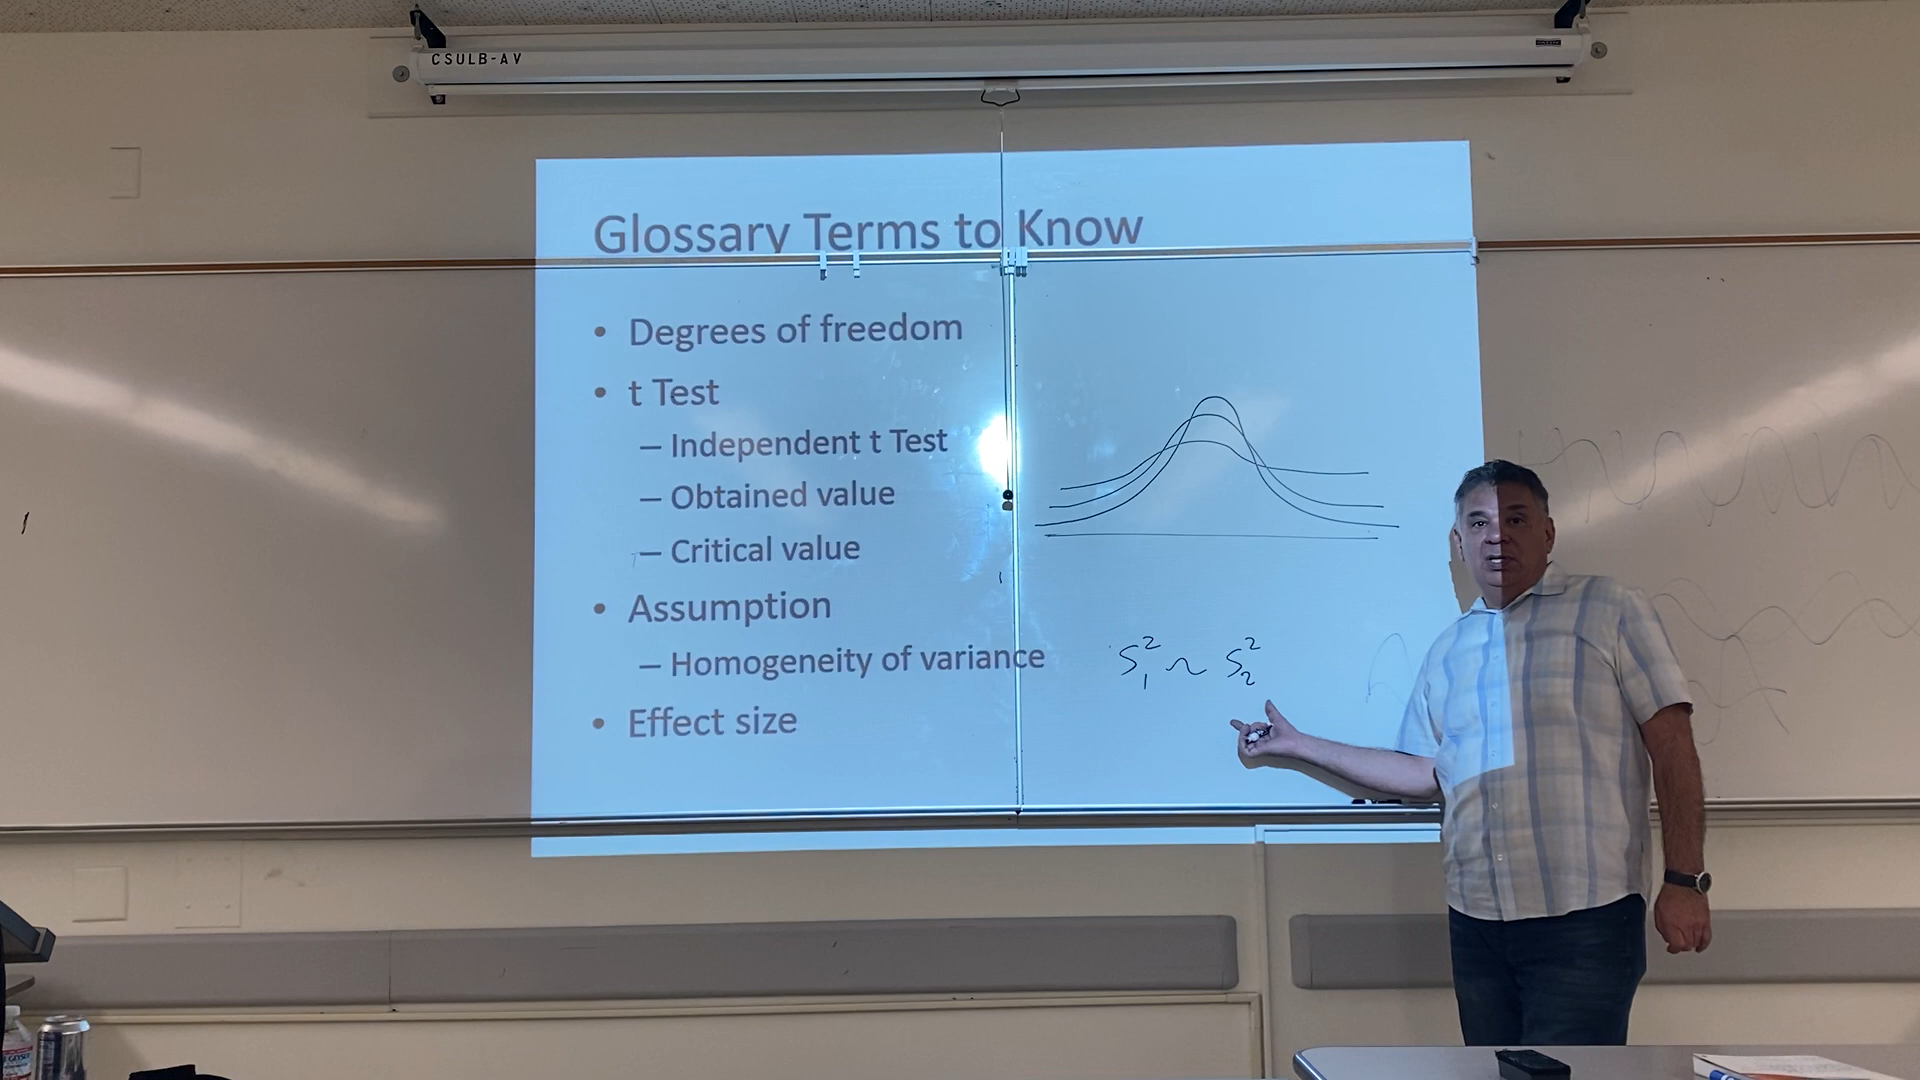 CSULB-AV
Glossary Terms to Know
• Degrees of freedom
• t Test
– Independent t Test
– Obtained value
– Critical value
• Assumption
– Homogeneity of variance
S₁² ~ S₂²
• Effect size